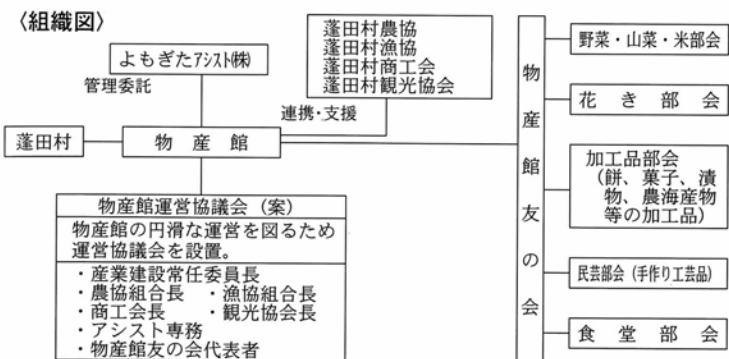 〈組織図〉
よもぎたアシスト㈱
管理委託
蓬田村農協
蓬田村漁協
蓬田村商工会
蓬田村観光協会
連携・支援
蓬田村
物産館
物産館運営協議会（案）
物産館の円滑な運営を図るため
運営協議会を設置。
・産業建設常任委員長
・農協組合長　・漁協組合長
・商工会長　・観光協会長
・アシスト専務
・物産館友の会代表者
物産館友の会
野菜・山菜・米部会
花き部会
加工品部会
（餅、菓子、漬
物、農海産物
等の加工品）
民芸部会（手作り工芸品）
食堂部会